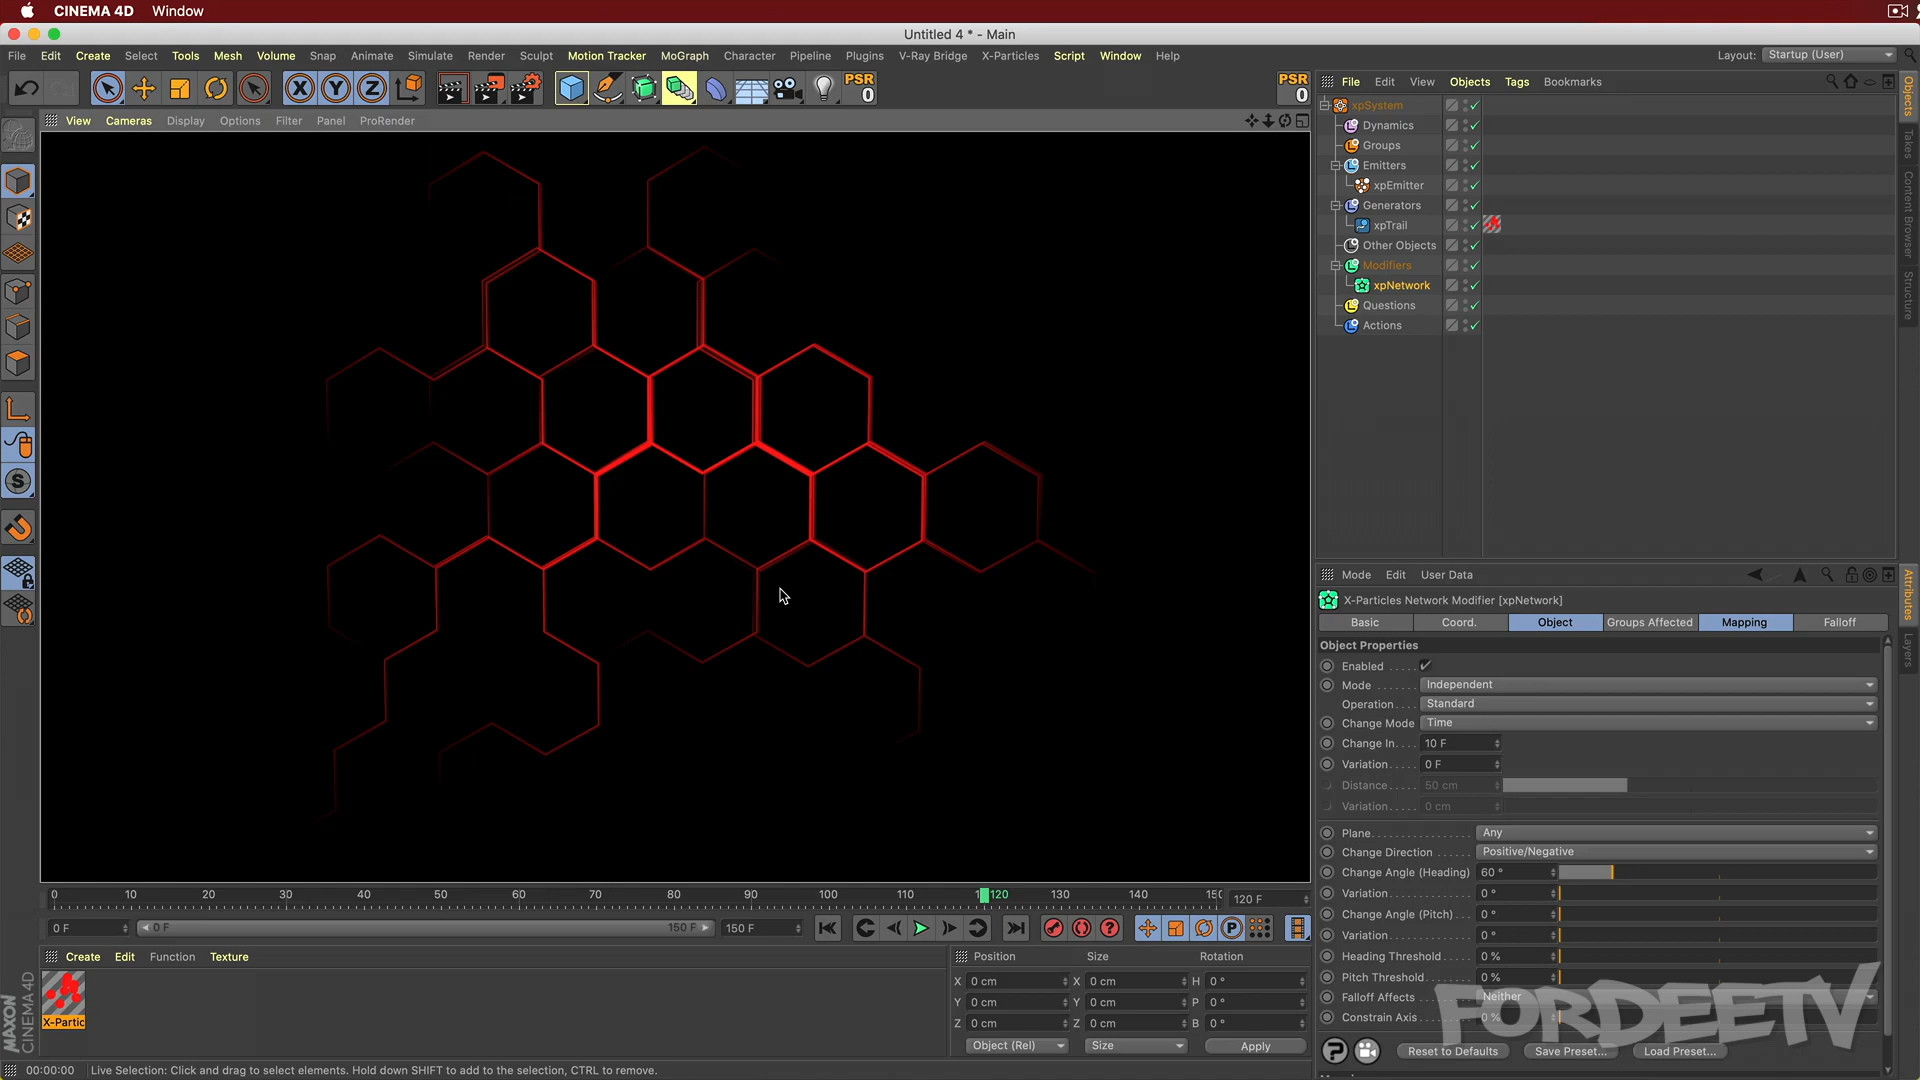 CINEMA 4D Window
Untitled 4 * - Main
File Edit Create Select Tools Mesh Volume Snap Animate Simulate Render Sculpt Motion Tracker MoGraph Character Pipeline Plugins V-Ray Bridge X-Particles Script Window Help
Layout: Startup (User)
X Y Z PSR 0 PSR 0
File Edit View Objects Tags Bookmarks
View Cameras Display Options Filter Panel ProRender
xpSystem
Dynamics
Groups
Emitters
xpEmitter
Generators
xpTrail
Other Objects
Modifiers
xpNetwork
Questions
Actions
Objects
Takes
Content Browser
Structure
Mode Edit User Data
X-Particles Network Modifier [xpNetwork]
Basic Coord. Object Groups Affected Mapping Falloff
Object Properties
Enabled .....
Mode ....... Independent
Operation.... Standard
Change Mode Time
Change In.... 10 F
Variation..... 0 F
Distance..... 50 cm
Variation..... 0 cm
Plane................. Any
Change Direction ...... Positive/Negative
Change Angle (Heading) 60 °
Variation.............. 0 °
Change Angle (Pitch)... 0 °
Variation.............. 0 °
Heading Threshold..... 0 %
Pitch Threshold........ 0 %
Falloff Affects ........ Neither
Constrain Axis........ 0 %
Reset to Defaults Save Preset... Load Preset...
Attributes
Layers
0 10 20 30 40 50 60 70 80 90 100 110 120 130 140 150 120 F
0 F 0 F 150 F 150 F
Create Edit Function Texture
X-Partic
Position Size Rotation
X 0 cm X 0 cm H 0 °
Y 0 cm Y 0 cm P 0 °
Z 0 cm Z 0 cm B 0 °
Object (Rel) Size Apply
MAXON
CINEMA 4D
00:00:00 Live Selection: Click and drag to select elements. Hold down SHIFT to add to the selection, CTRL to remove.
FORDEETV